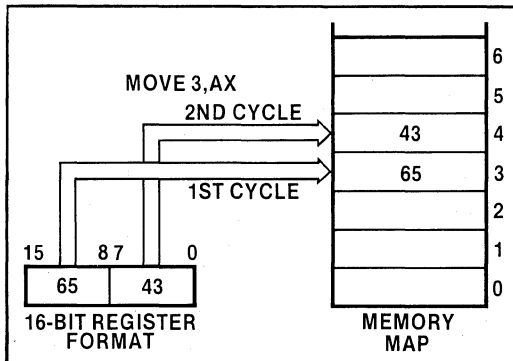 6
MOVE 3,AX
5
2ND CYCLE
43
4
65
3
1ST CYCLE
2
15 8 7 0
1
65 43
0
16-BIT REGISTER
FORMAT
MEMORY
MAP